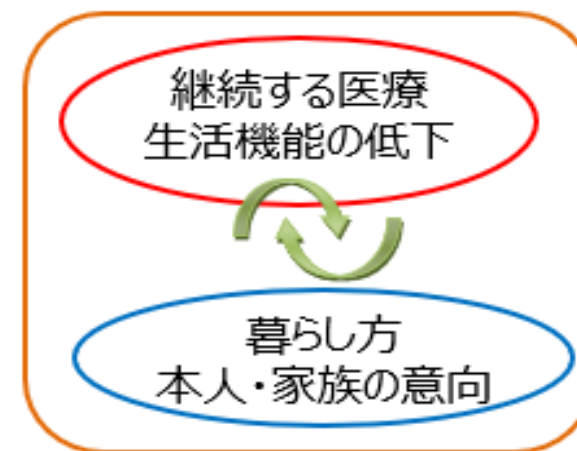 継続する医療
生活機能の低下
暮らし方
本人・家族の意向